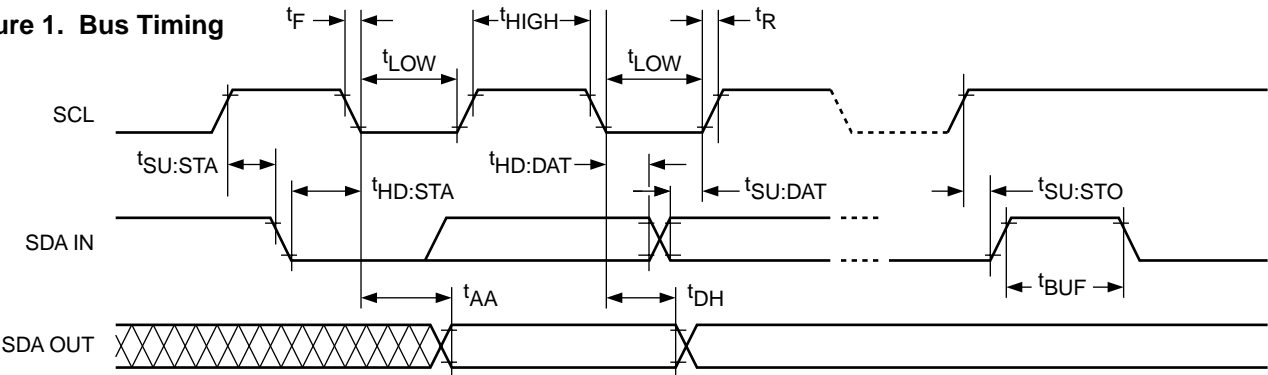 ure 1. Bus Timing
tF
tHIGH
tR
tLOW
tLOW
SCL
tSU:STA
tHD:STA
tHD:DAT
tSU:DAT
tSU:STO
SDA IN
tBUF
tAA
tDH
SDA OUT